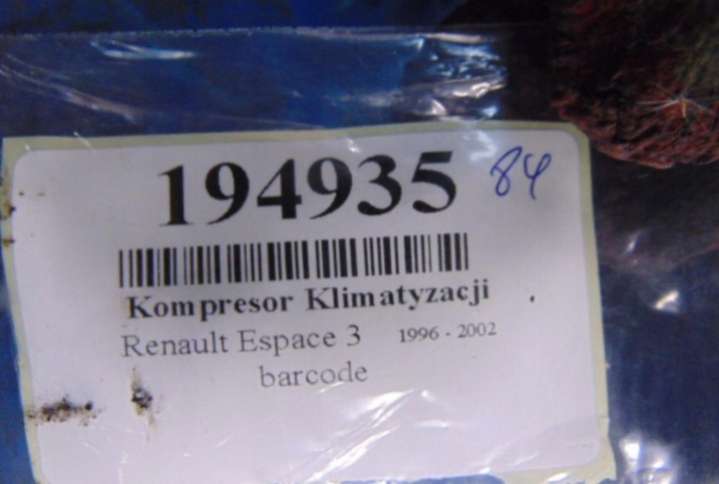 194935 84
Kompresor Klimatyzacji
Renault Espace 3 1996 - 2002
barcode